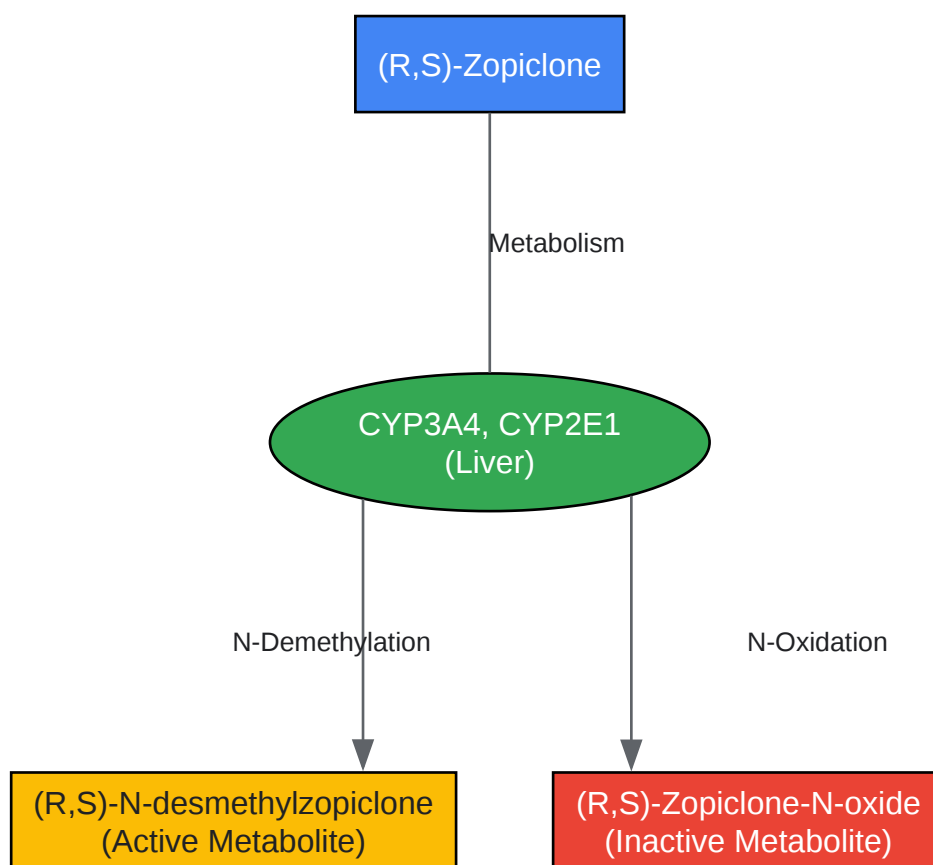 (R,S)-Zopiclone
Metabolism
CYP3A4, CYP2E1
(Liver)
N-Demethylation
N-Oxidation
(R,S)-N-desmethylzopiclone
(Active Metabolite)
(R,S)-Zopiclone-N-oxide
(Inactive Metabolite)